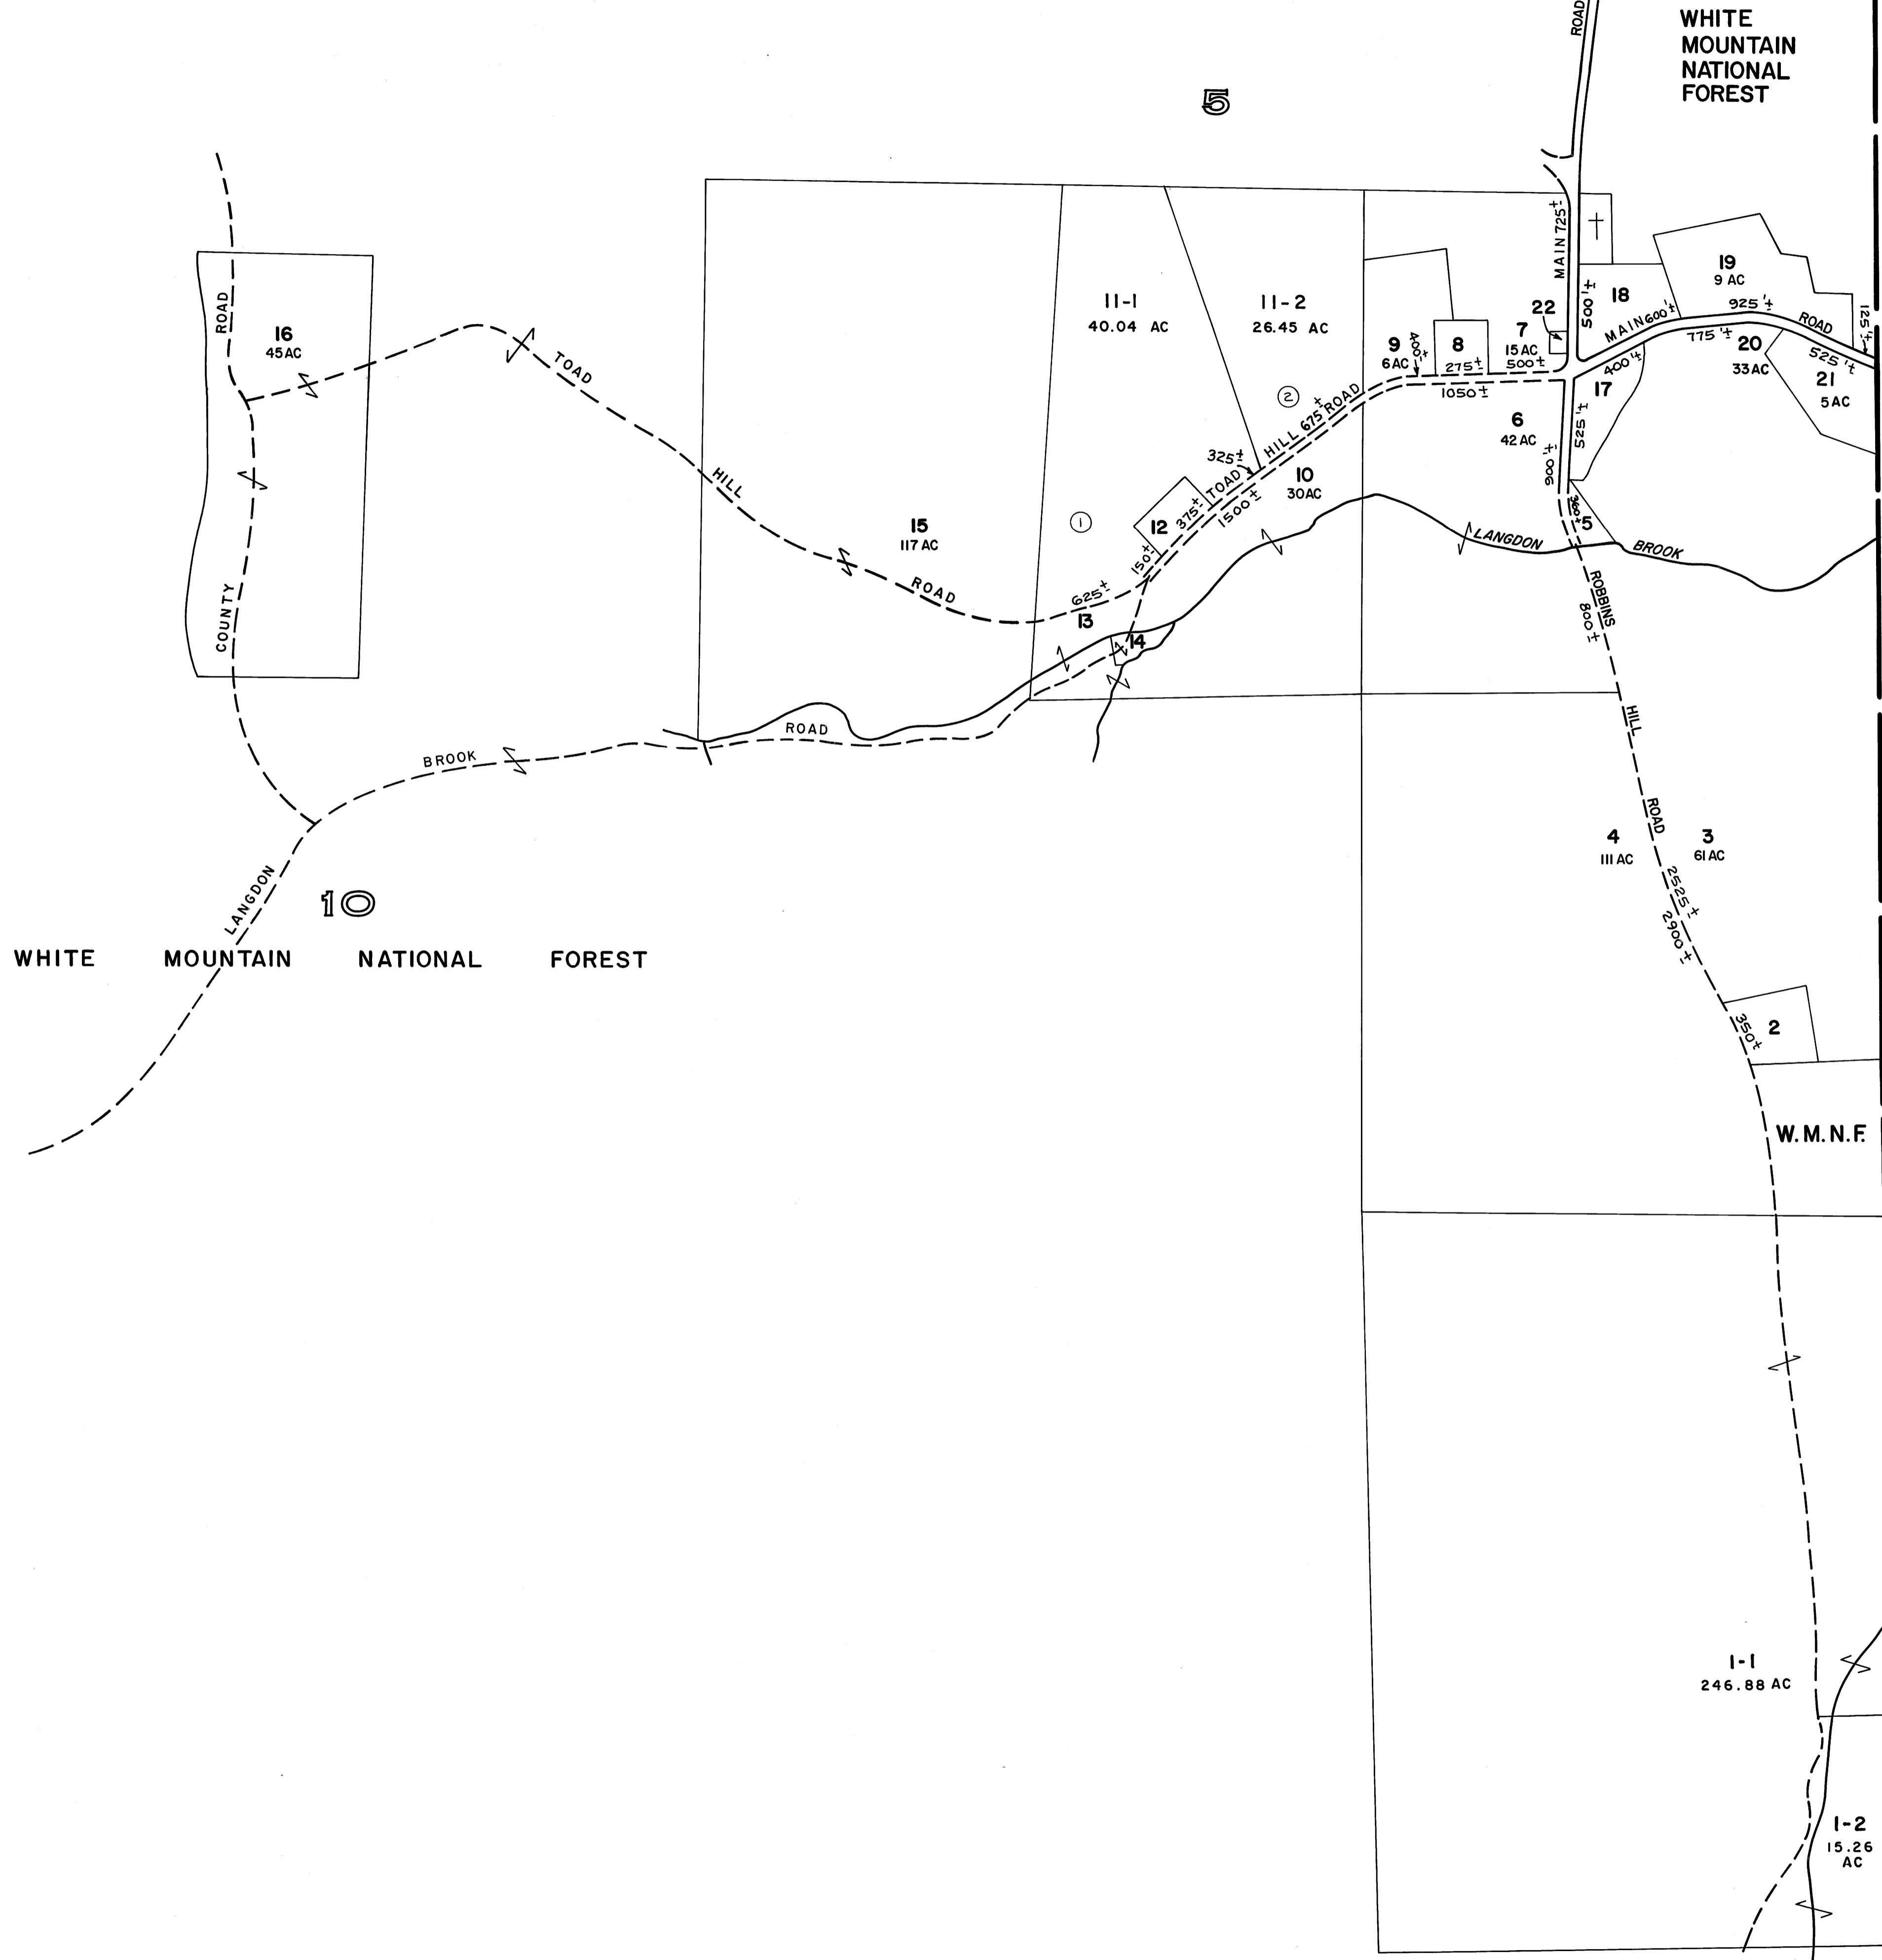 ROAD
WHITE
MOUNTAIN
NATIONAL
FOREST
5
MAIN 725±
19
9 AC
18
500'±
MAIN 600±'
925'±
ROAD
125'±
775'±
20
33 AC
525'±
21
5 AC
22
7
15 AC
500±
8
275±
9
6 AC
400'±
1050±
400'±
17
525'±
6
42 AC
900'±
360±
5
11-1
40.04 AC
11-2
26.45 AC
2
ROAD
16
45 AC
TOAD
HILL
ROAD
15
117 AC
1
12
150±
375±
TOAD HILL 675± ROAD
325±
1500±
10
30 AC
625±
13
14
LANGDON BROOK
ROBBINS
800±
HILL
ROAD
COUNTY
ROAD
BROOK
LANGDON
10
WHITE MOUNTAIN NATIONAL FOREST
4
111 AC
3
61 AC
2525±
2900±
350±
2
W.M.N.F.
1-1
246.88 AC
1-2
15.26
AC